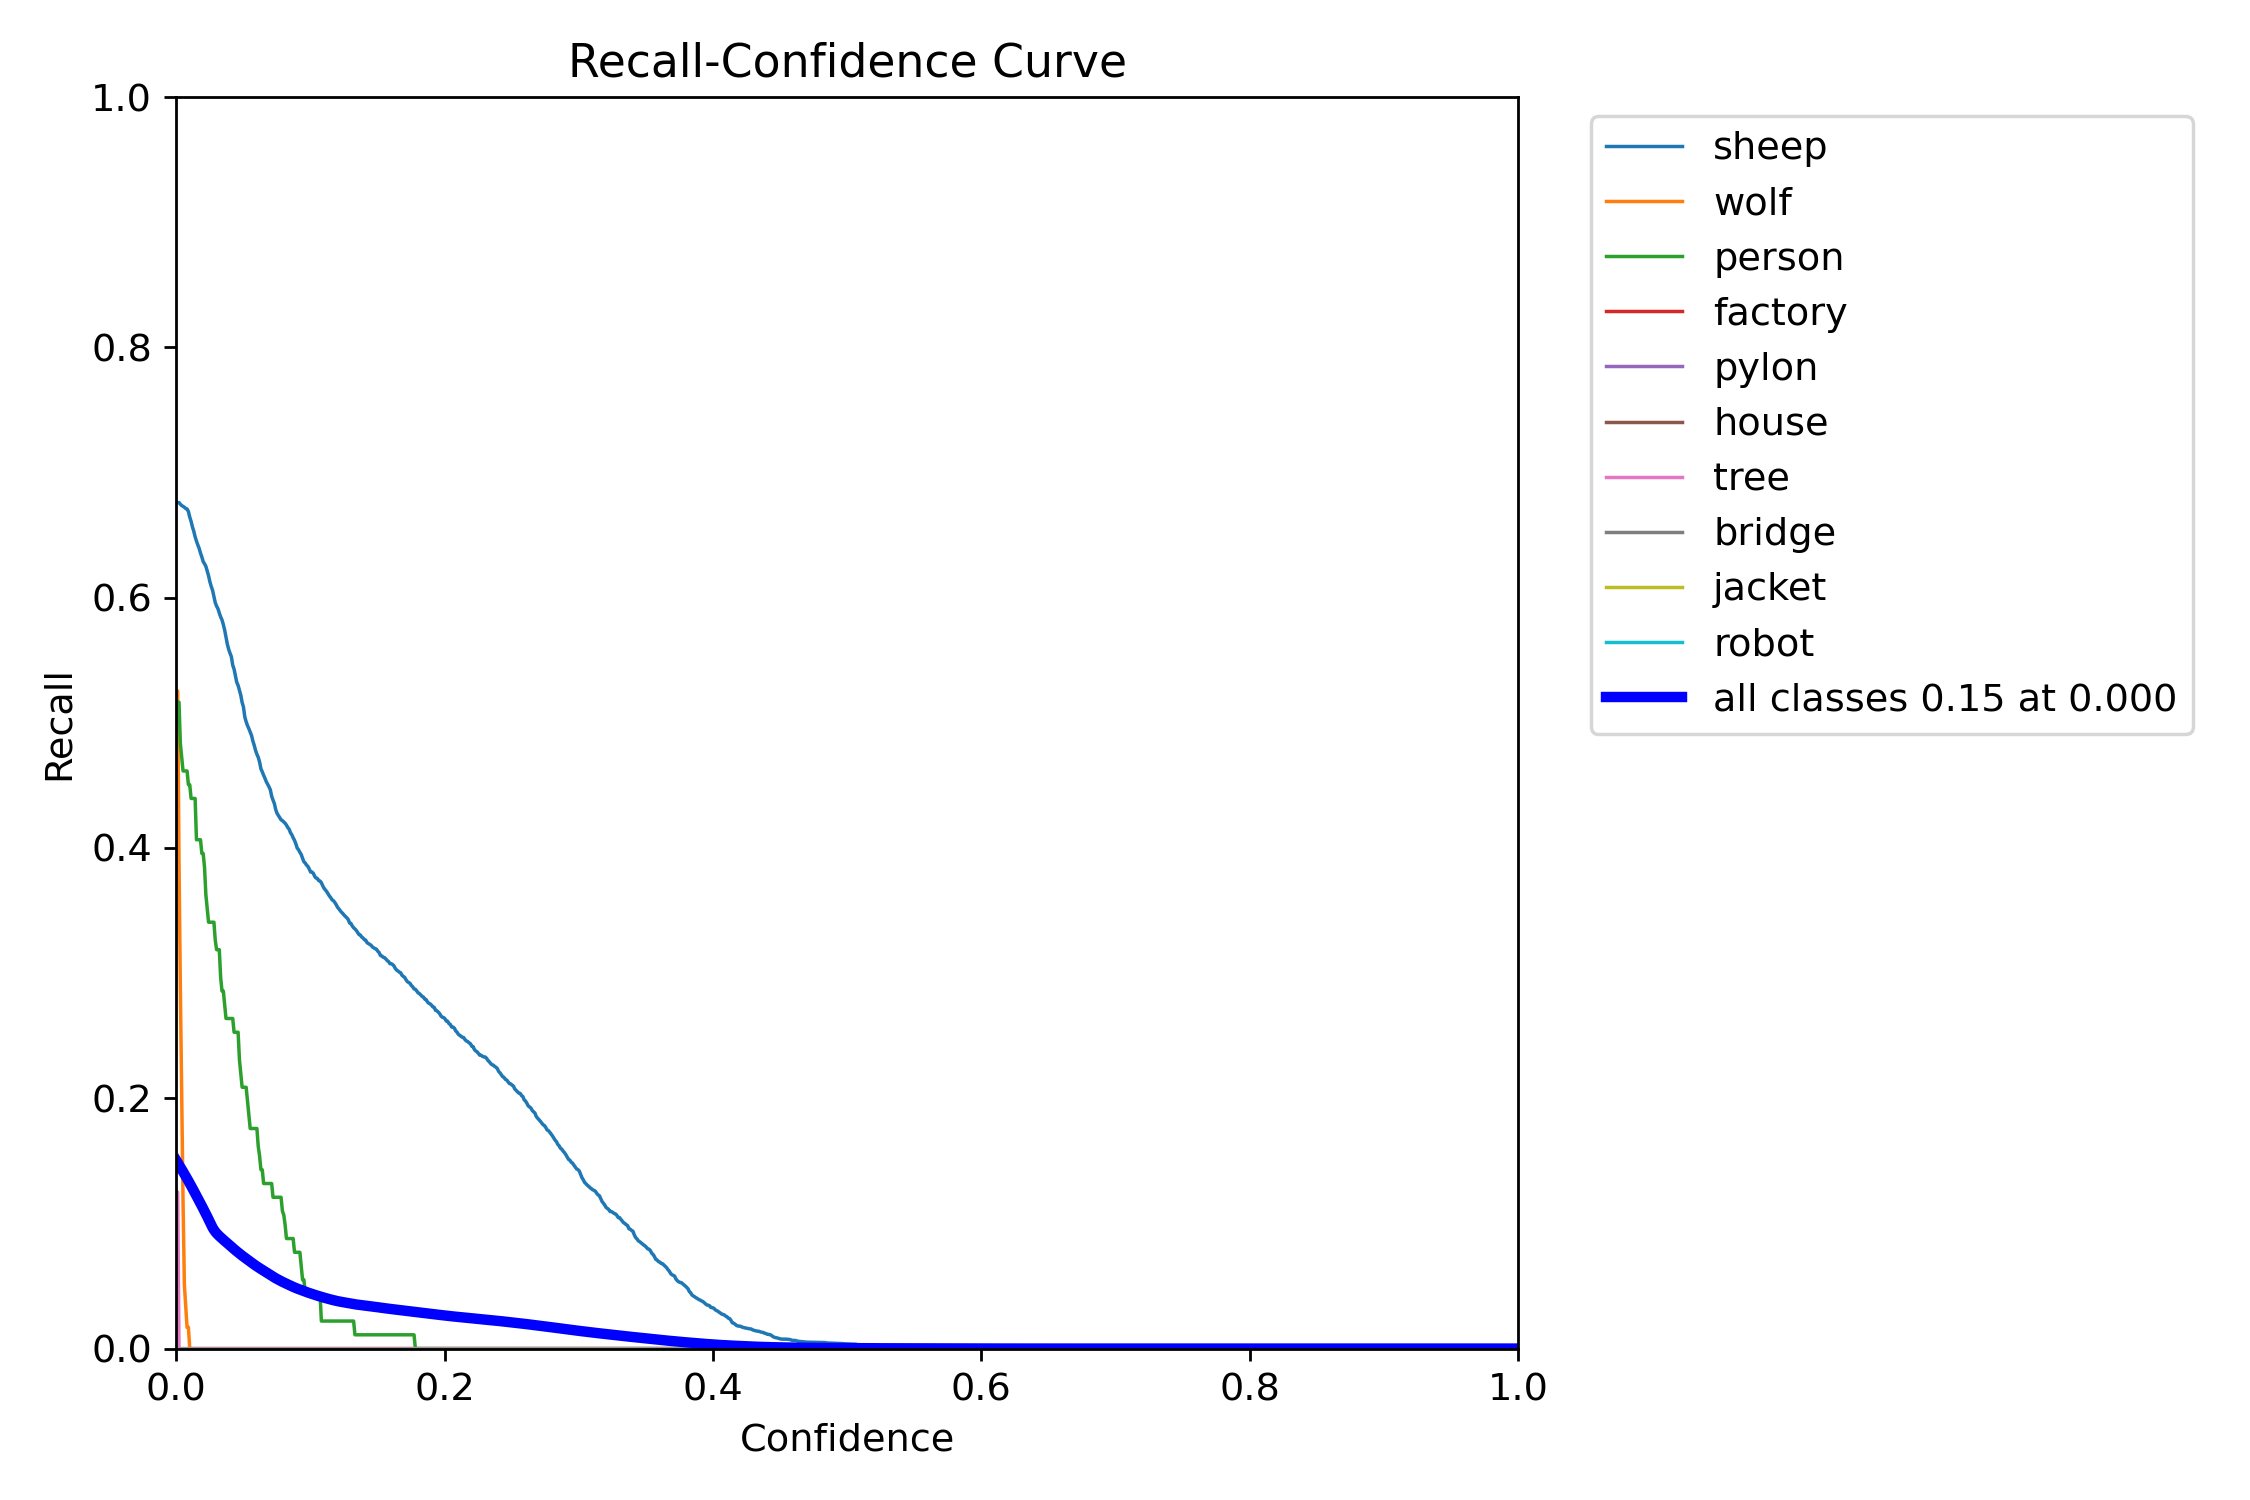 Recall-Confidence Curve
1.0
0.8
0.6
0.4
0.2
0.0
Recall
0.0 0.2 0.4 0.6 0.8 1.0
Confidence
sheep
wolf
person
factory
pylon
house
tree
bridge
jacket
robot
all classes 0.15 at 0.000